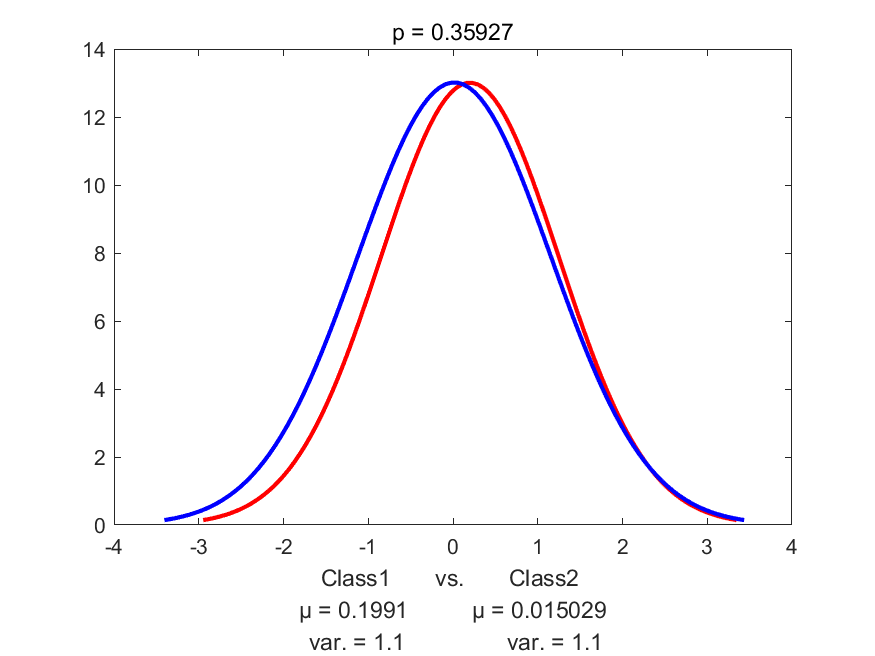 p = 0.35927
14
12
10
8
6
4
2
0
-4 -3 -2 -1 0 1 2 3 4
Class1 vs. Class2
μ = 0.1991 μ = 0.015029
var. = 1.1 var. = 1.1